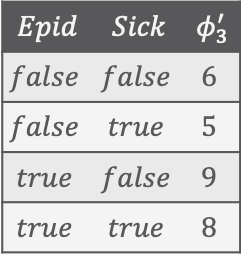 Epid Sick ϕ′₃
false false 6
false true 5
true false 9
true true 8